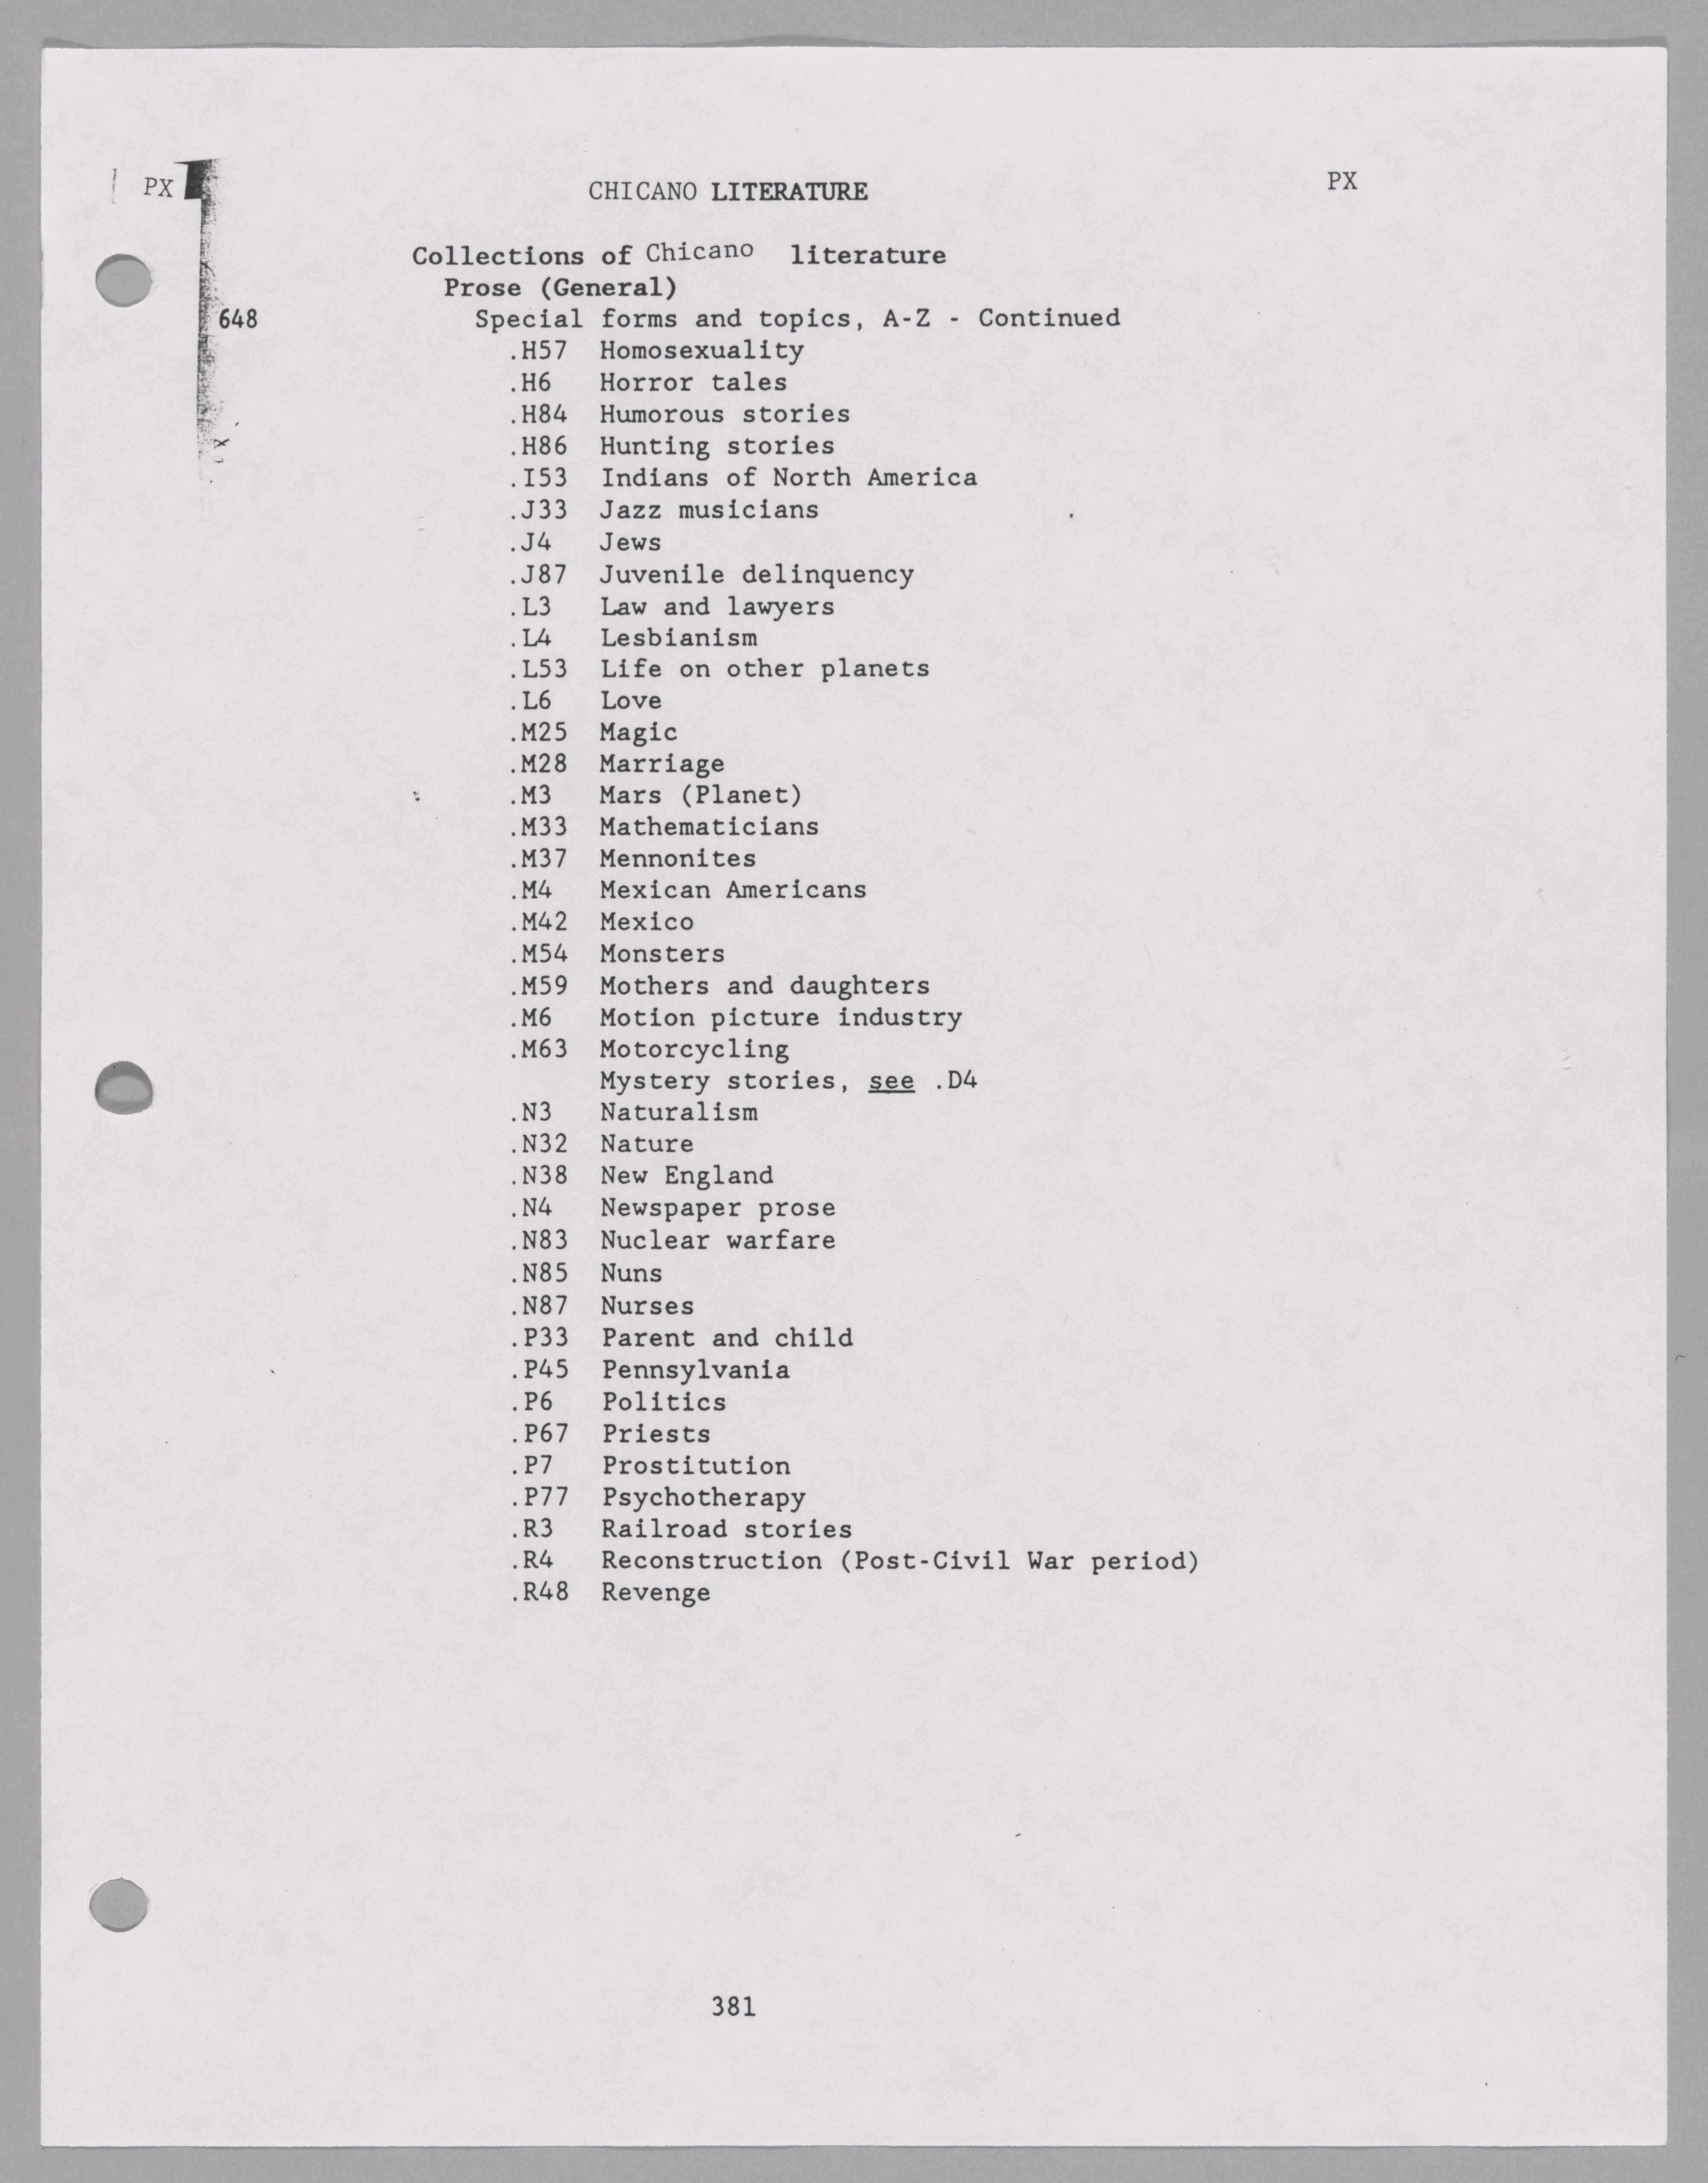 PX CHICANO LITERATURE PX
Collections of Chicano literature
Prose (General)
648 Special forms and topics, A-Z - Continued
.H57 Homosexuality
.H6 Horror tales
.H84 Humorous stories
.H86 Hunting stories
.I53 Indians of North America
.J33 Jazz musicians
.J4 Jews
.J87 Juvenile delinquency
.L3 Law and lawyers
.L4 Lesbianism
.L53 Life on other planets
.L6 Love
.M25 Magic
.M28 Marriage
.M3 Mars (Planet)
.M33 Mathematicians
.M37 Mennonites
.M4 Mexican Americans
.M42 Mexico
.M54 Monsters
.M59 Mothers and daughters
.M6 Motion picture industry
.M63 Motorcycling
Mystery stories, see .D4
.N3 Naturalism
.N32 Nature
.N38 New England
.N4 Newspaper prose
.N83 Nuclear warfare
.N85 Nuns
.N87 Nurses
.P33 Parent and child
.P45 Pennsylvania
.P6 Politics
.P67 Priests
.P7 Prostitution
.P77 Psychotherapy
.R3 Railroad stories
.R4 Reconstruction (Post-Civil War period)
.R48 Revenge
381